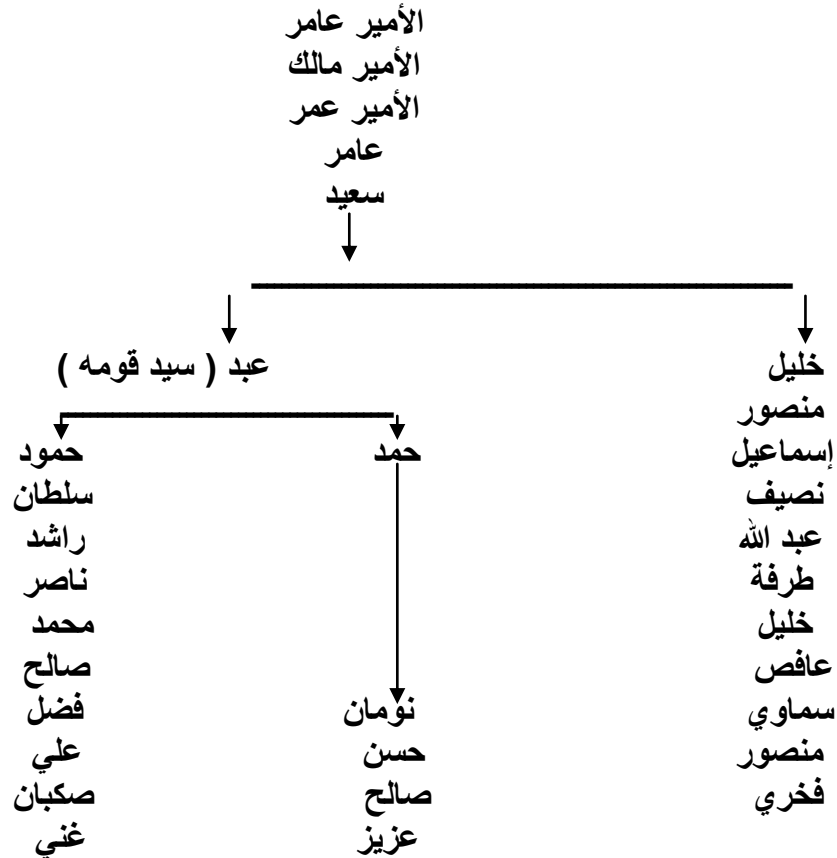 الأمير عامر
الأمير مالك
الأمير عمر
عامر
سعيد
خليل
عبد ( سيد قومه )
منصور
إسماعيل
حمد
حمود
نصيف
سلطان
عبد الله
راشد
طرفة
ناصر
خليل
محمد
عافص
صالح
سماوي
نومان
فضل
منصور
حسن
علي
فخري
صالح
صكبان
عزيز
غني